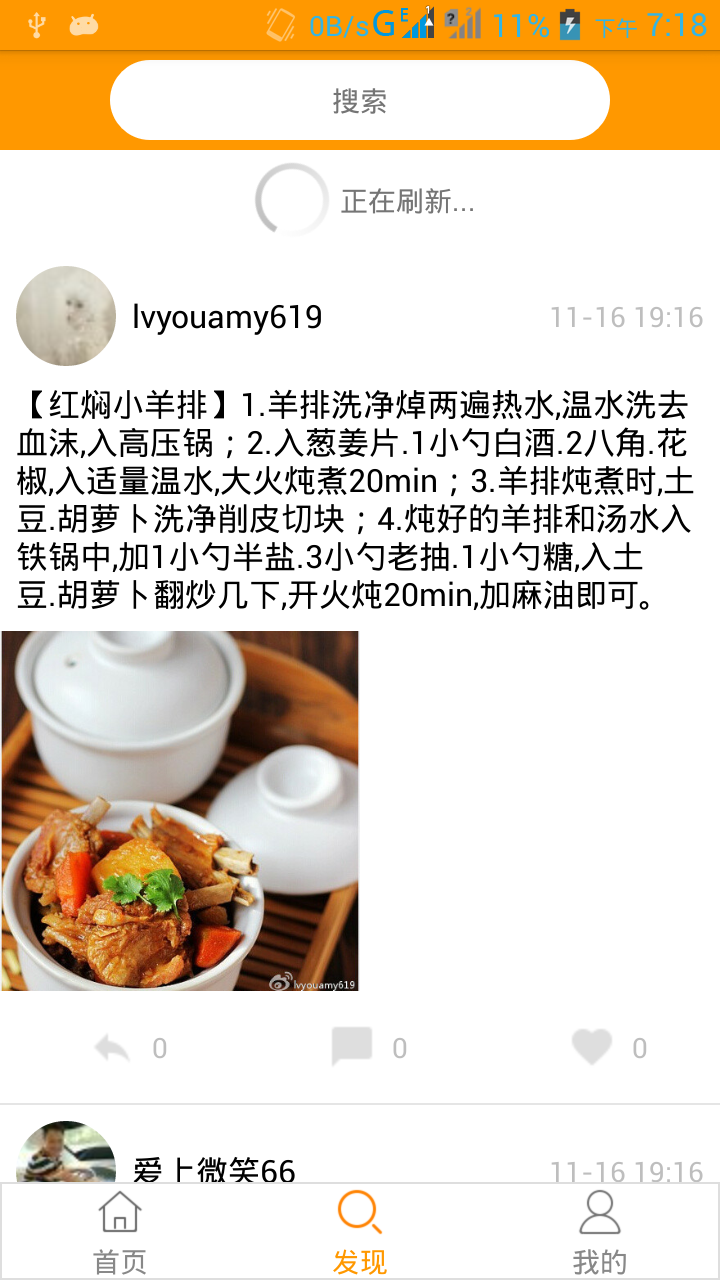 0B/s G E 1 ? 2 11% 下午 7:18
搜索
正在刷新...
lvyouamy619 11-16 19:16
【红焖小羊排】1.羊排洗净焯两遍热水,温水洗去
血沫,入高压锅；2.入葱姜片.1小勺白酒.2八角.花
椒,入适量温水,大火炖煮20min；3.羊排炖煮时,土
豆.胡萝卜洗净削皮切块；4.炖好的羊排和汤水入
铁锅中,加1小勺半盐.3小勺老抽.1小勺糖,入土
豆.胡萝卜翻炒几下,开火炖20min,加麻油即可。
lvyouamy619
0 0 0
爱上微笑66 11-16 19:16
首页 发现 我的